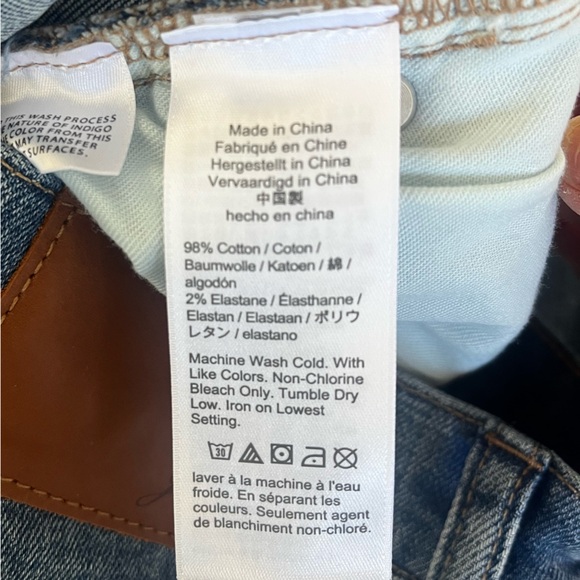 THIS WASH PROCESS
NATURE OF INDIGO
COLOR FROM THIS
MAY TRANSFER
SURFACES.
Made in China
Fabriqué en Chine
Hergestellt in China
Vervaardigd in China
中国製
hecho en china
98% Cotton / Coton /
Baumwolle / Katoen / 綿 /
algodón
2% Elastane / Élasthanne /
Elastan / Elastaan / ポリウ
レタン / elastano
Machine Wash Cold. With
Like Colors. Non-Chlorine
Bleach Only. Tumble Dry
Low. Iron on Lowest
Setting.
30
laver à la machine à l'eau
froide. En séparant les
couleurs. Seulement agent
de blanchiment non-chloré.